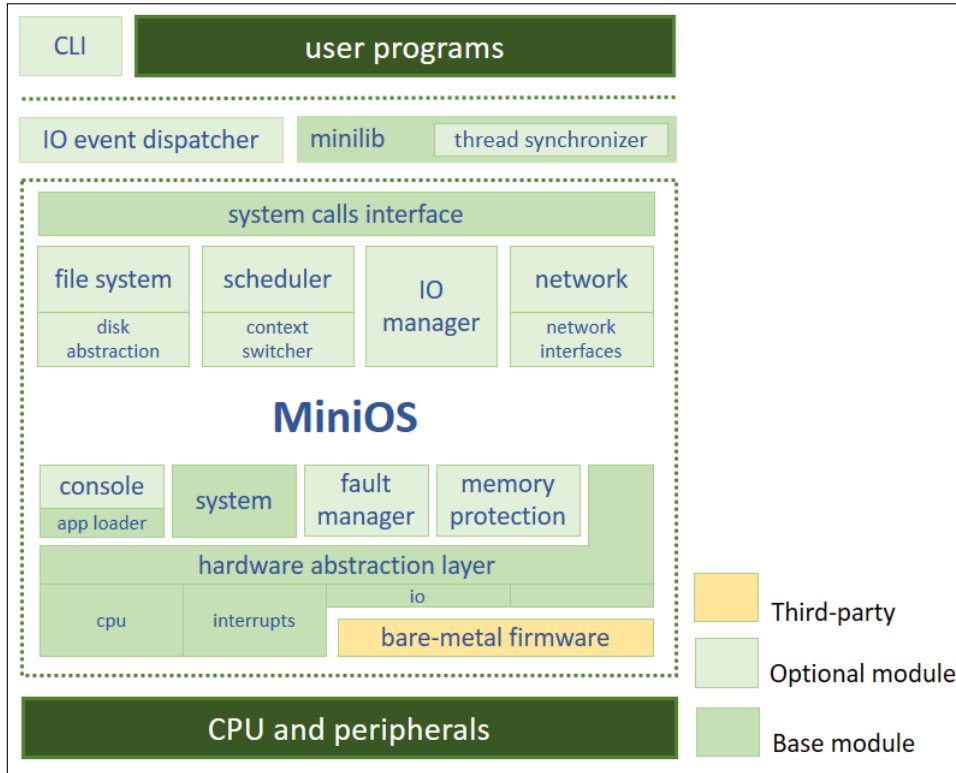 CLI
user programs
IO event dispatcher
minilib
thread synchronizer
system calls interface
file system
disk
abstraction
scheduler
context
switcher
IO
manager
network
network
interfaces
MiniOS
console
app loader
system
fault
manager
memory
protection
hardware abstraction layer
cpu
interrupts
io
bare-metal firmware
CPU and peripherals
Third-party
Optional module
Base module